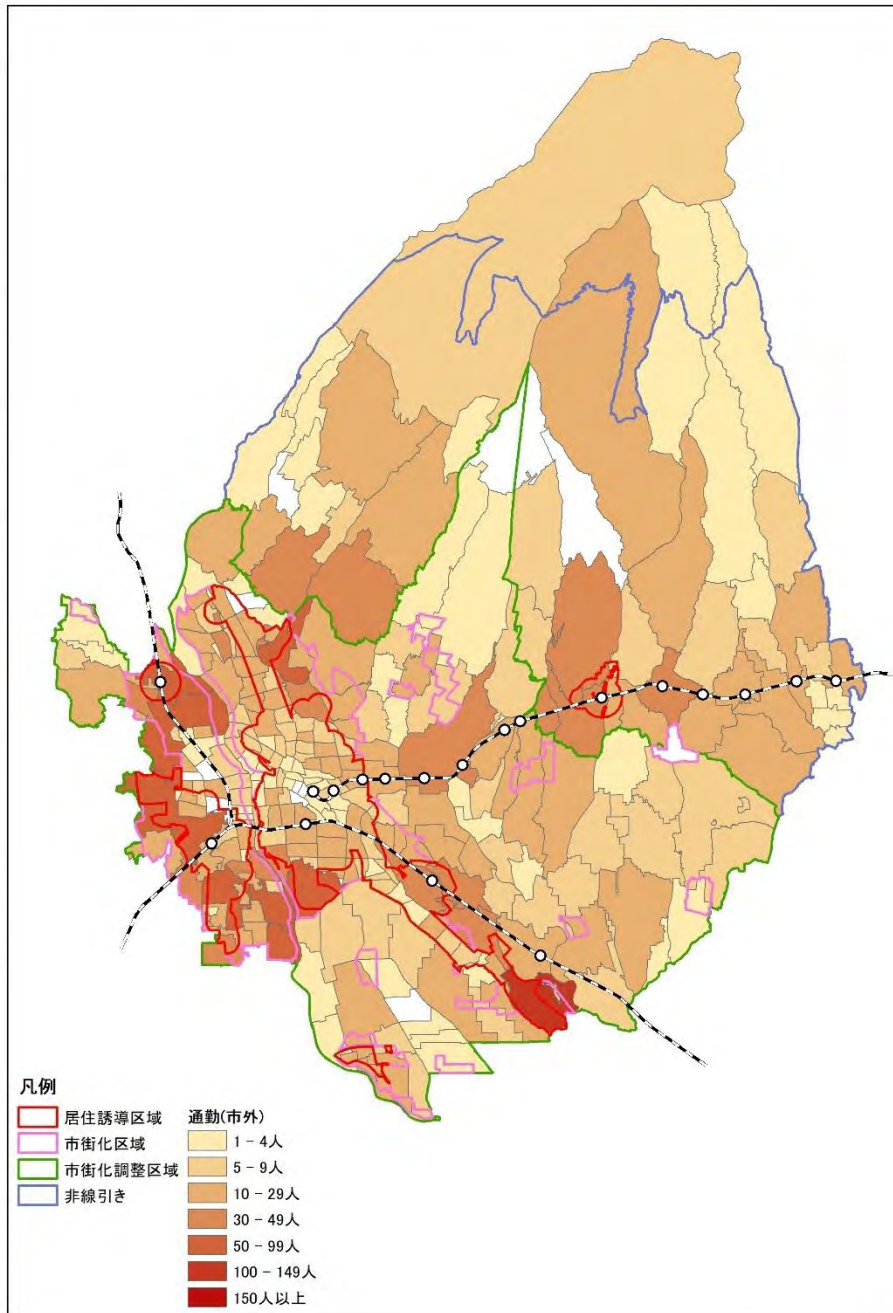 凡例
居住誘導区域
市街化区域
市街化調整区域
非線引き
通勤(市外)
1 - 4人
5 - 9人
10 - 29人
30 - 49人
50 - 99人
100 - 149人
150人以上